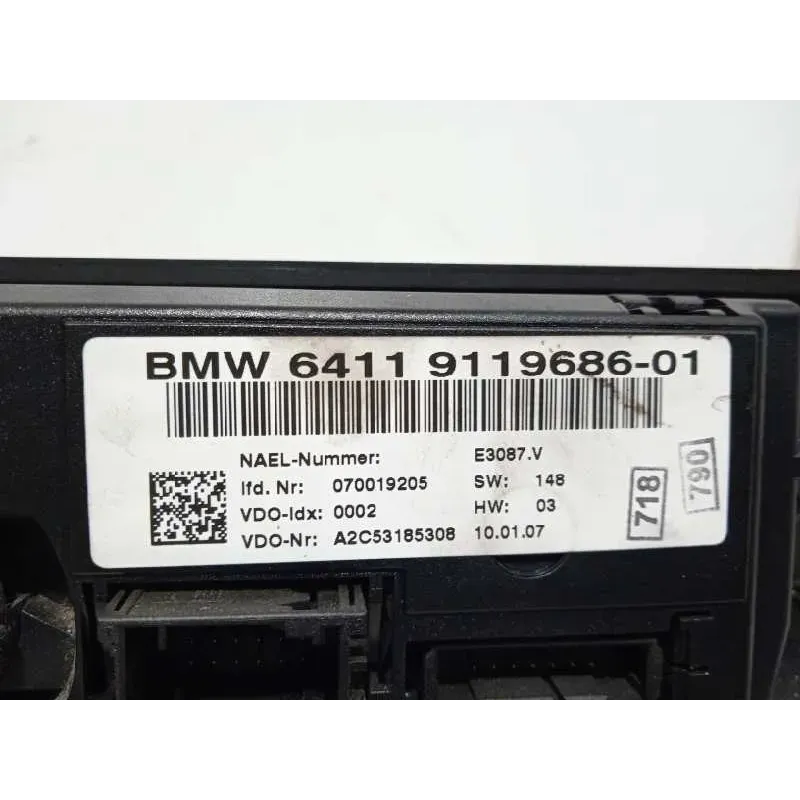 BMW 6411 9119686-01
NAEL-Nummer: E3087.V
lfd. Nr: 070019205 SW: 148
VDO-Idx: 0002 HW: 03
VDO-Nr: A2C53185308 10.01.07
718
790